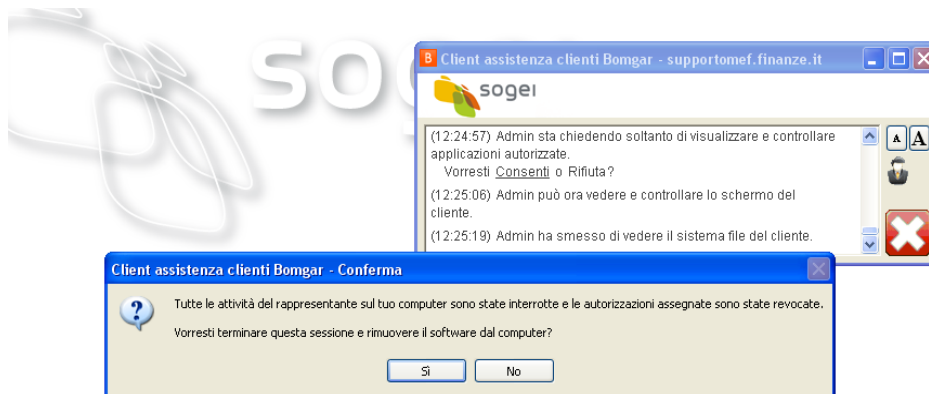 so
Client assistenza clienti Bomgar - supportomef.finanze.it
sogei
(12:24:57) Admin sta chiedendo soltanto di visualizzare e controllare
applicazioni autorizzate.
Vorresti Consenti o Rifiuta?
(12:25:06) Admin può ora vedere e controllare lo schermo del
cliente.
(12:25:19) Admin ha smesso di vedere il sistema file del cliente.
A A
Client assistenza clienti Bomgar - Conferma
Tutte le attività del rappresentante sul tuo computer sono state interrotte e le autorizzazioni assegnate sono state revocate.
Vorresti terminare questa sessione e rimuovere il software dal computer?
Sì No